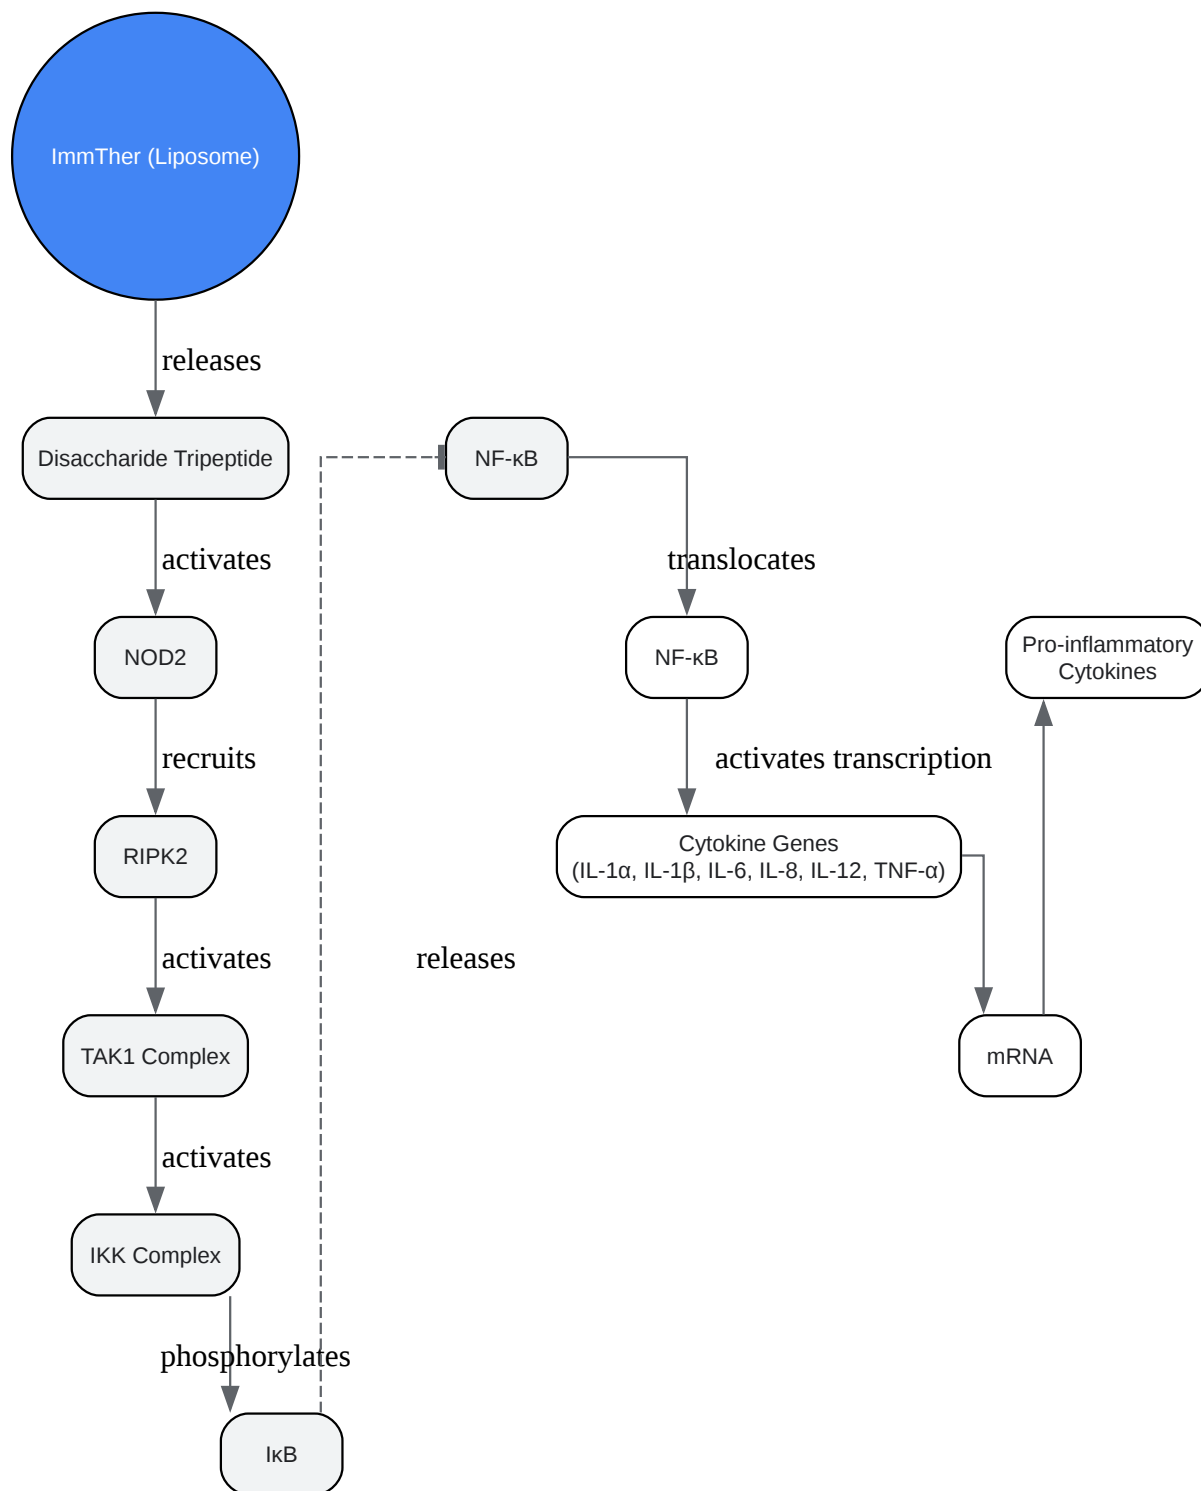 ImmTher (Liposome)
releases
Disaccharide Tripeptide
activates
NOD2
recruits
RIPK2
activates
TAK1 Complex
activates
IKK Complex
phosphorylates
IκB
releases
NF-κB
translocates
NF-κB
activates transcription
Cytokine Genes
(IL-1α, IL-1β, IL-6, IL-8, IL-12, TNF-α)
mRNA
Pro-inflammatory
Cytokines